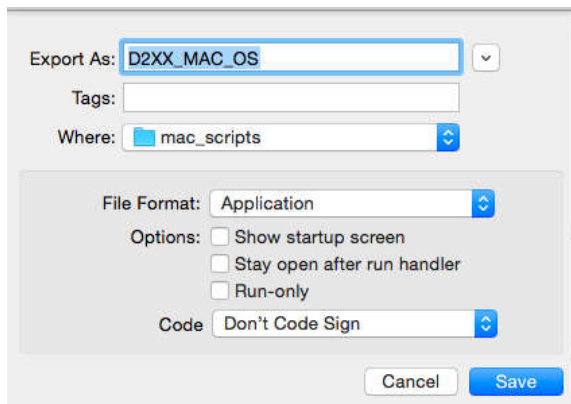 Export As: D2XX_MAC_OS
Tags:
Where: mac_scripts
File Format: Application
Options: Show startup screen
Stay open after run handler
Run-only
Code Don't Code Sign
Cancel Save